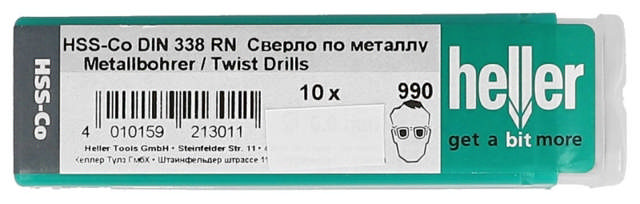 HSS-Co
HSS-Co DIN 338 RN Сверло по металлу
Metallbohrer / Twist Drills
10 x
990
4 010159 213011
Heller Tools GmbH • Steinfelder Str. 11 •
Хеллер Тулз ГмбХ • Штаинфельдер штрассе 11
heller
get a bit more